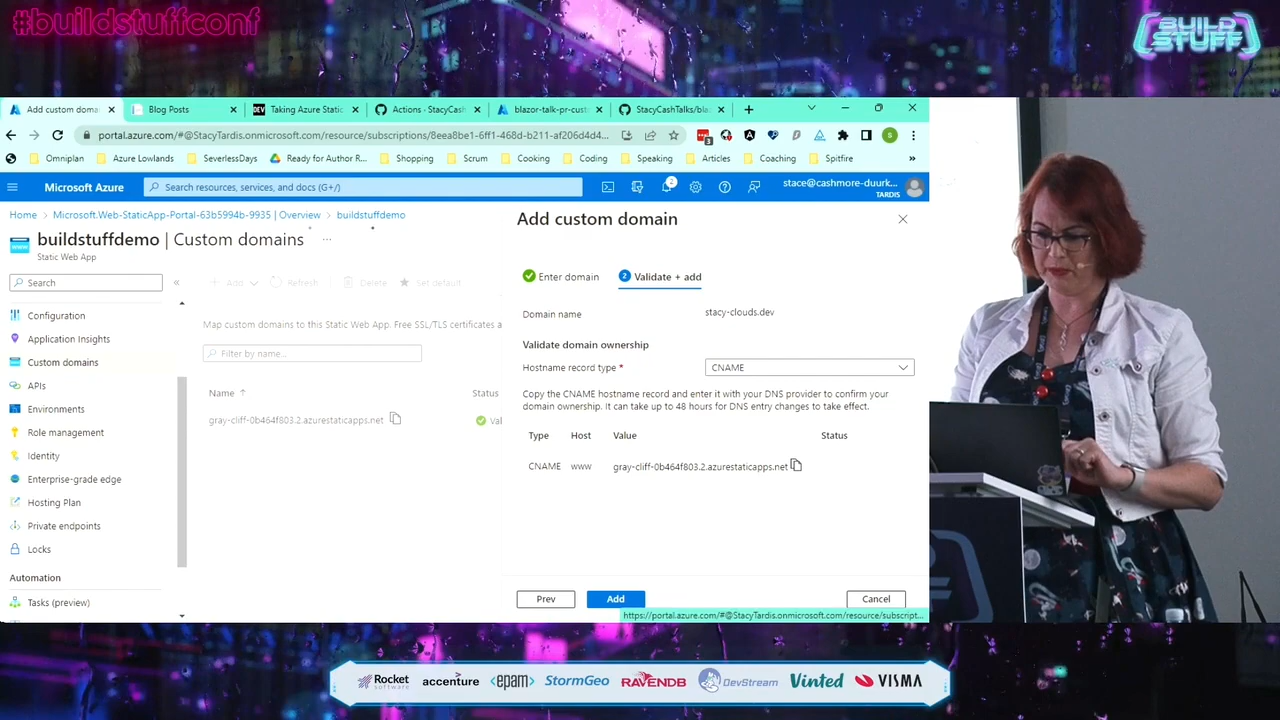 #buildstuffconf
BUILD
STUFF
Add custom doma
Blog Posts
DEV
Taking Azure Static
Actions · StacyCash
blazor-talk-pr-cust
StacyCashTalks/bla
portal.azure.com/#@StacyTardis.onmicrosoft.com/resource/subscriptions/8eea8be1-6ff1-468d-b211-af206d4d4...
3
S
Omniplan
Azure Lowlands
SeverlessDays
Ready for Author R...
Shopping
Scrum
Cooking
Coding
Speaking
Articles
Coaching
Spitfire
»
Microsoft Azure
Search resources, services, and docs (G+/)
2
stace@cashmore-duurk...
TARDIS
Home > Microsoft.Web-StaticApp-Portal-63b5994b-9935 | Overview > buildstuffdemo
buildstuffdemo | Custom domains
...
Static Web App
Search
«
Add
Refresh
Delete
Set default
Configuration
Application Insights
Custom domains
APIs
Environments
Role management
Identity
Enterprise-grade edge
Hosting Plan
Private endpoints
Locks
Automation
Tasks (preview)
Map custom domains to this Static Web App. Free SSL/TLS certificates a
Filter by name...
Name ↑
Status
gray-cliff-0b464f803.2.azurestaticapps.net
Vali
Add custom domain
Enter domain
2 Validate + add
Domain name
stacy-clouds.dev
Validate domain ownership
Hostname record type *
CNAME
Copy the CNAME hostname record and enter it with your DNS provider to confirm your
domain ownership. It can take up to 48 hours for DNS entry changes to take effect.
Type
Host
Value
Status
CNAME
www
gray-cliff-0b464f803.2.azurestaticapps.net
Prev
Add
Cancel
https://portal.azure.com/#@StacyTardis.onmicrosoft.com/resource/subscript...
Rocket
software
accenture
<epam>
StormGeo
RAVENDB
DevStream
Vinted
VISMA